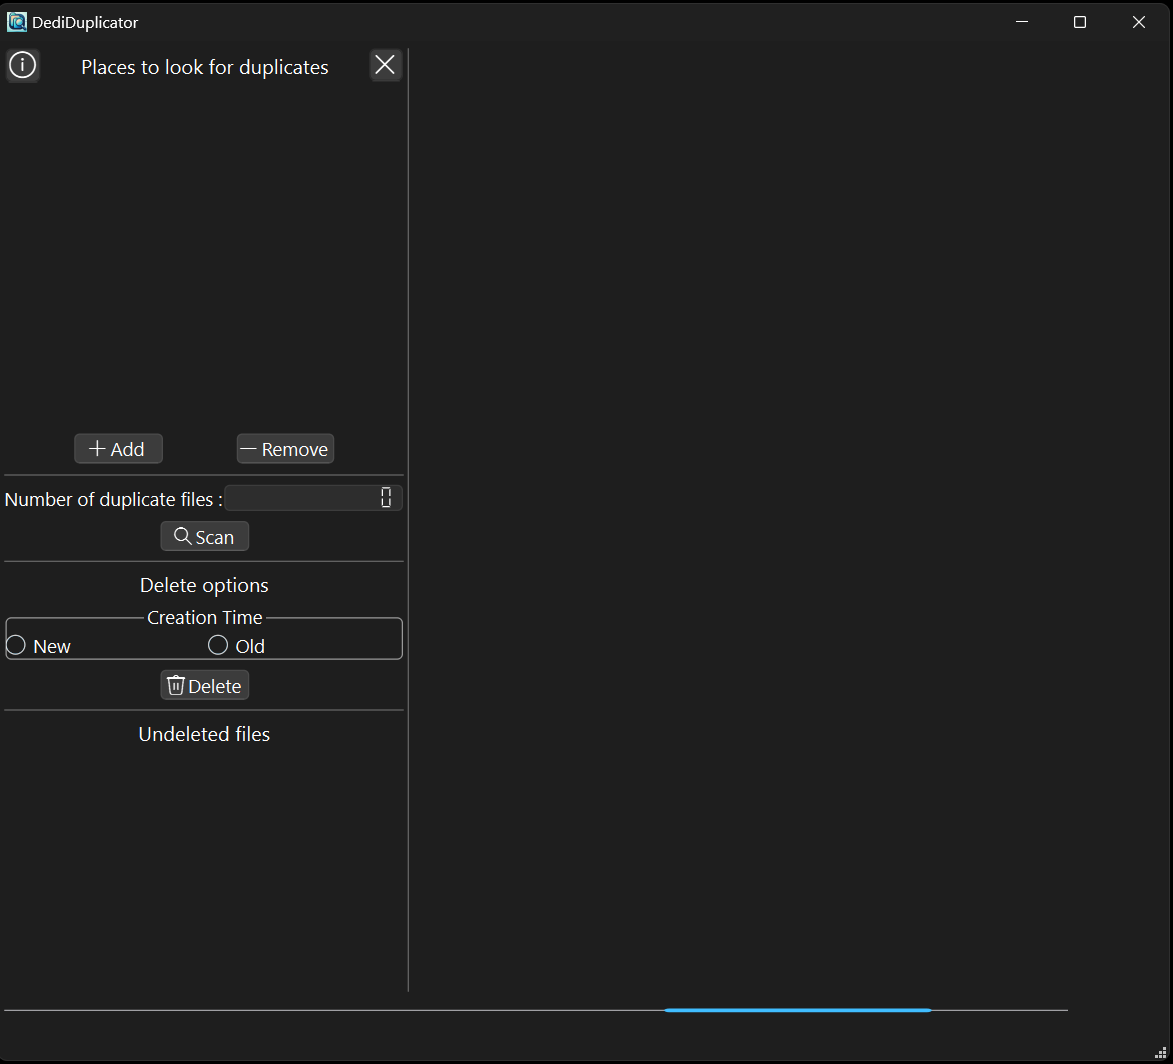 DediDuplicator
Places to look for duplicates
Add
Remove
Number of duplicate files :
0
Scan
Delete options
Creation Time
New
Old
Delete
Undeleted files